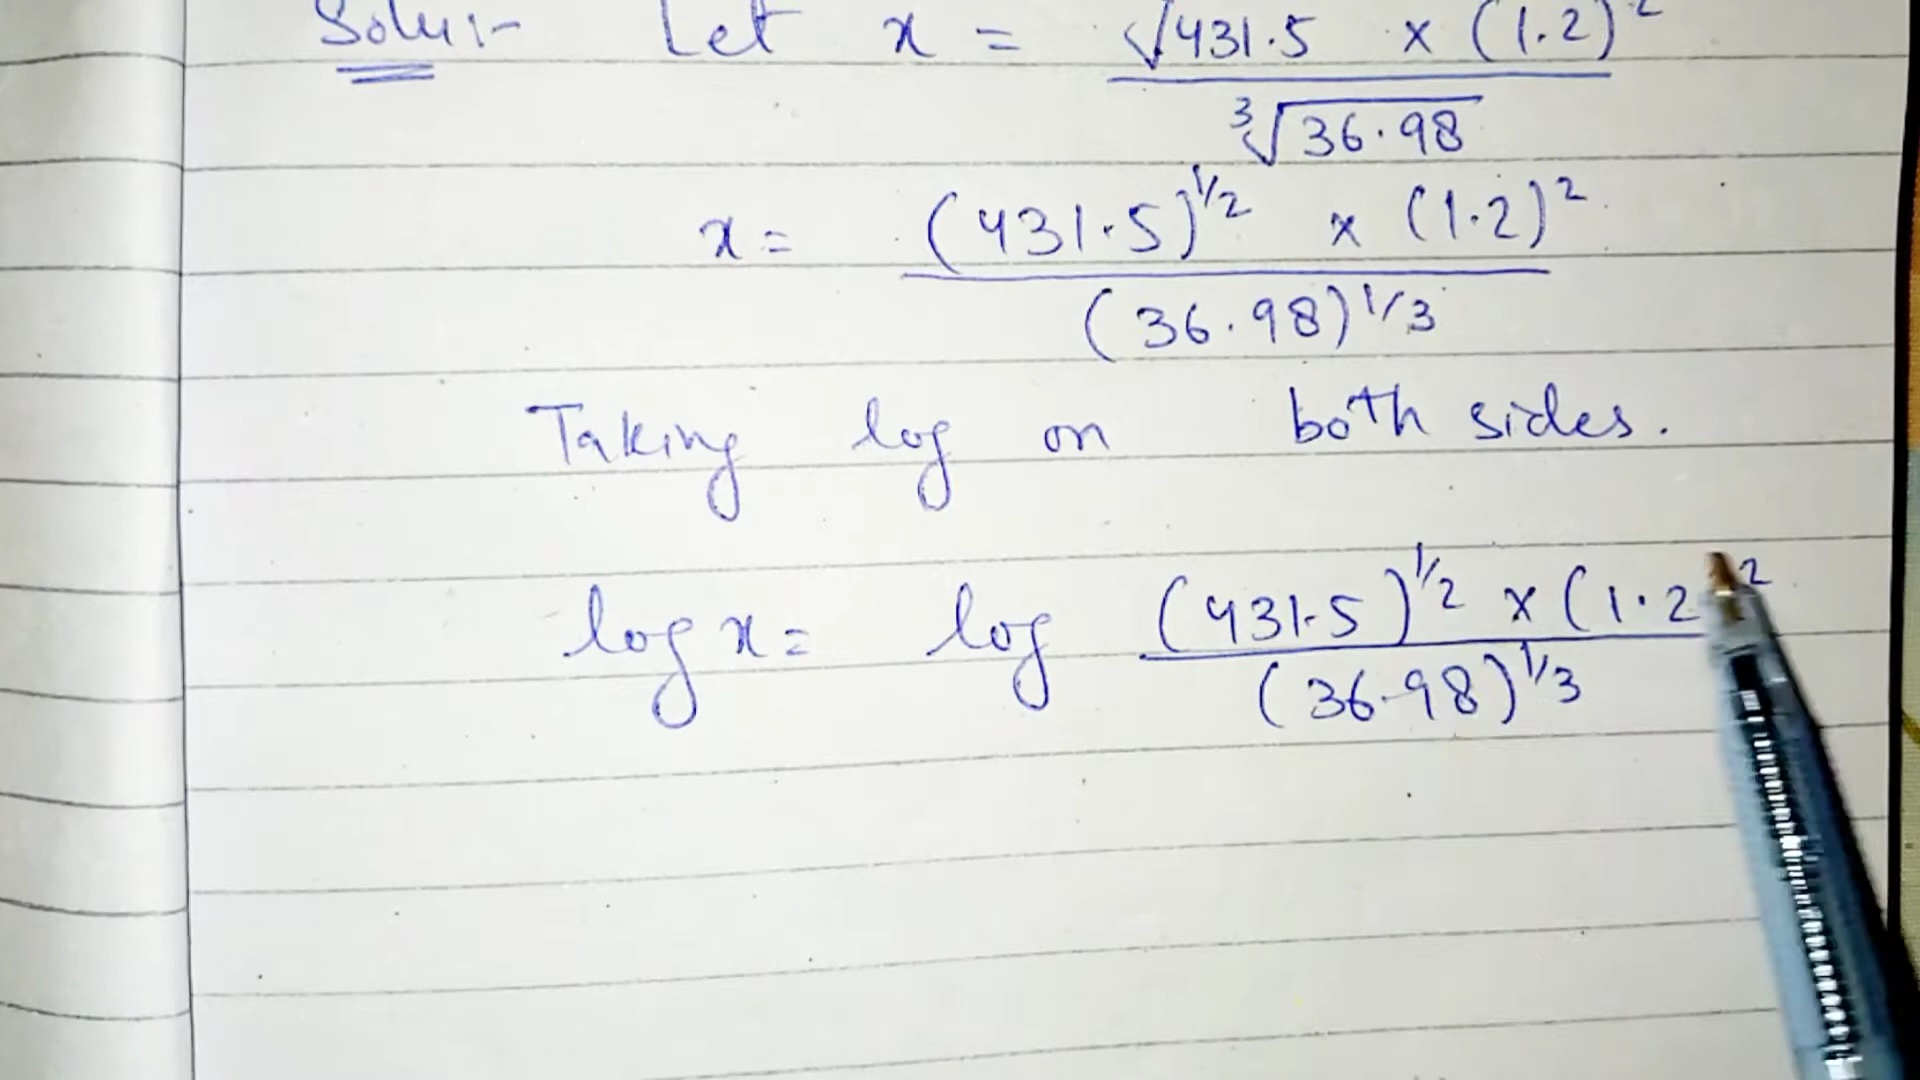 Solu:- Let x = √431.5 × (1.2)²
∛36.98
x = (431.5)^1/2 × (1.2)²
(36.98)^1/3
Taking log on both sides.
log x = log (431.5)^1/2 × (1.2)²
(36.98)^1/3